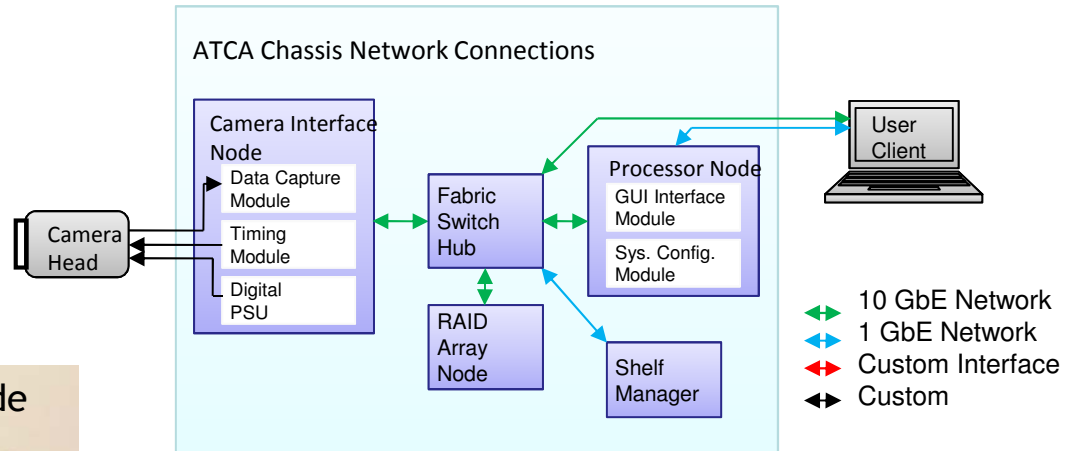 ATCA Chassis Network Connections
Camera Interface
Node
Data Capture
Module
Timing
Module
Digital
PSU
Camera
Head
Fabric
Switch
Hub
RAID
Array
Node
Processor Node
GUI Interface
Module
Sys. Config.
Module
Shelf
Manager
User
Client
10 GbE Network
1 GbE Network
Custom Interface
Custom
de